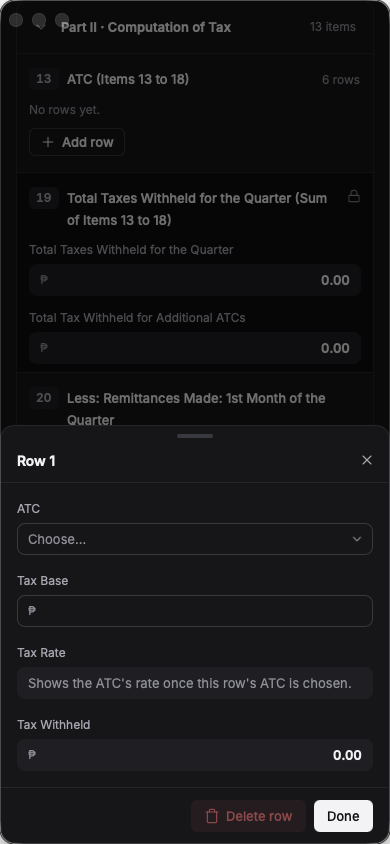 Part II · Computation of Tax
13 items
13 ATC (Items 13 to 18) 6 rows
No rows yet.
+ Add row
19 Total Taxes Withheld for the Quarter (Sum
of Items 13 to 18)
Total Taxes Withheld for the Quarter
₱ 0.00
Total Tax Withheld for Additional ATCs
₱ 0.00
20 Less: Remittances Made: 1st Month of the
Quarter
Row 1
ATC
Choose...
Tax Base
₱
Tax Rate
Shows the ATC's rate once this row's ATC is chosen.
Tax Withheld
₱ 0.00
Delete row
Done